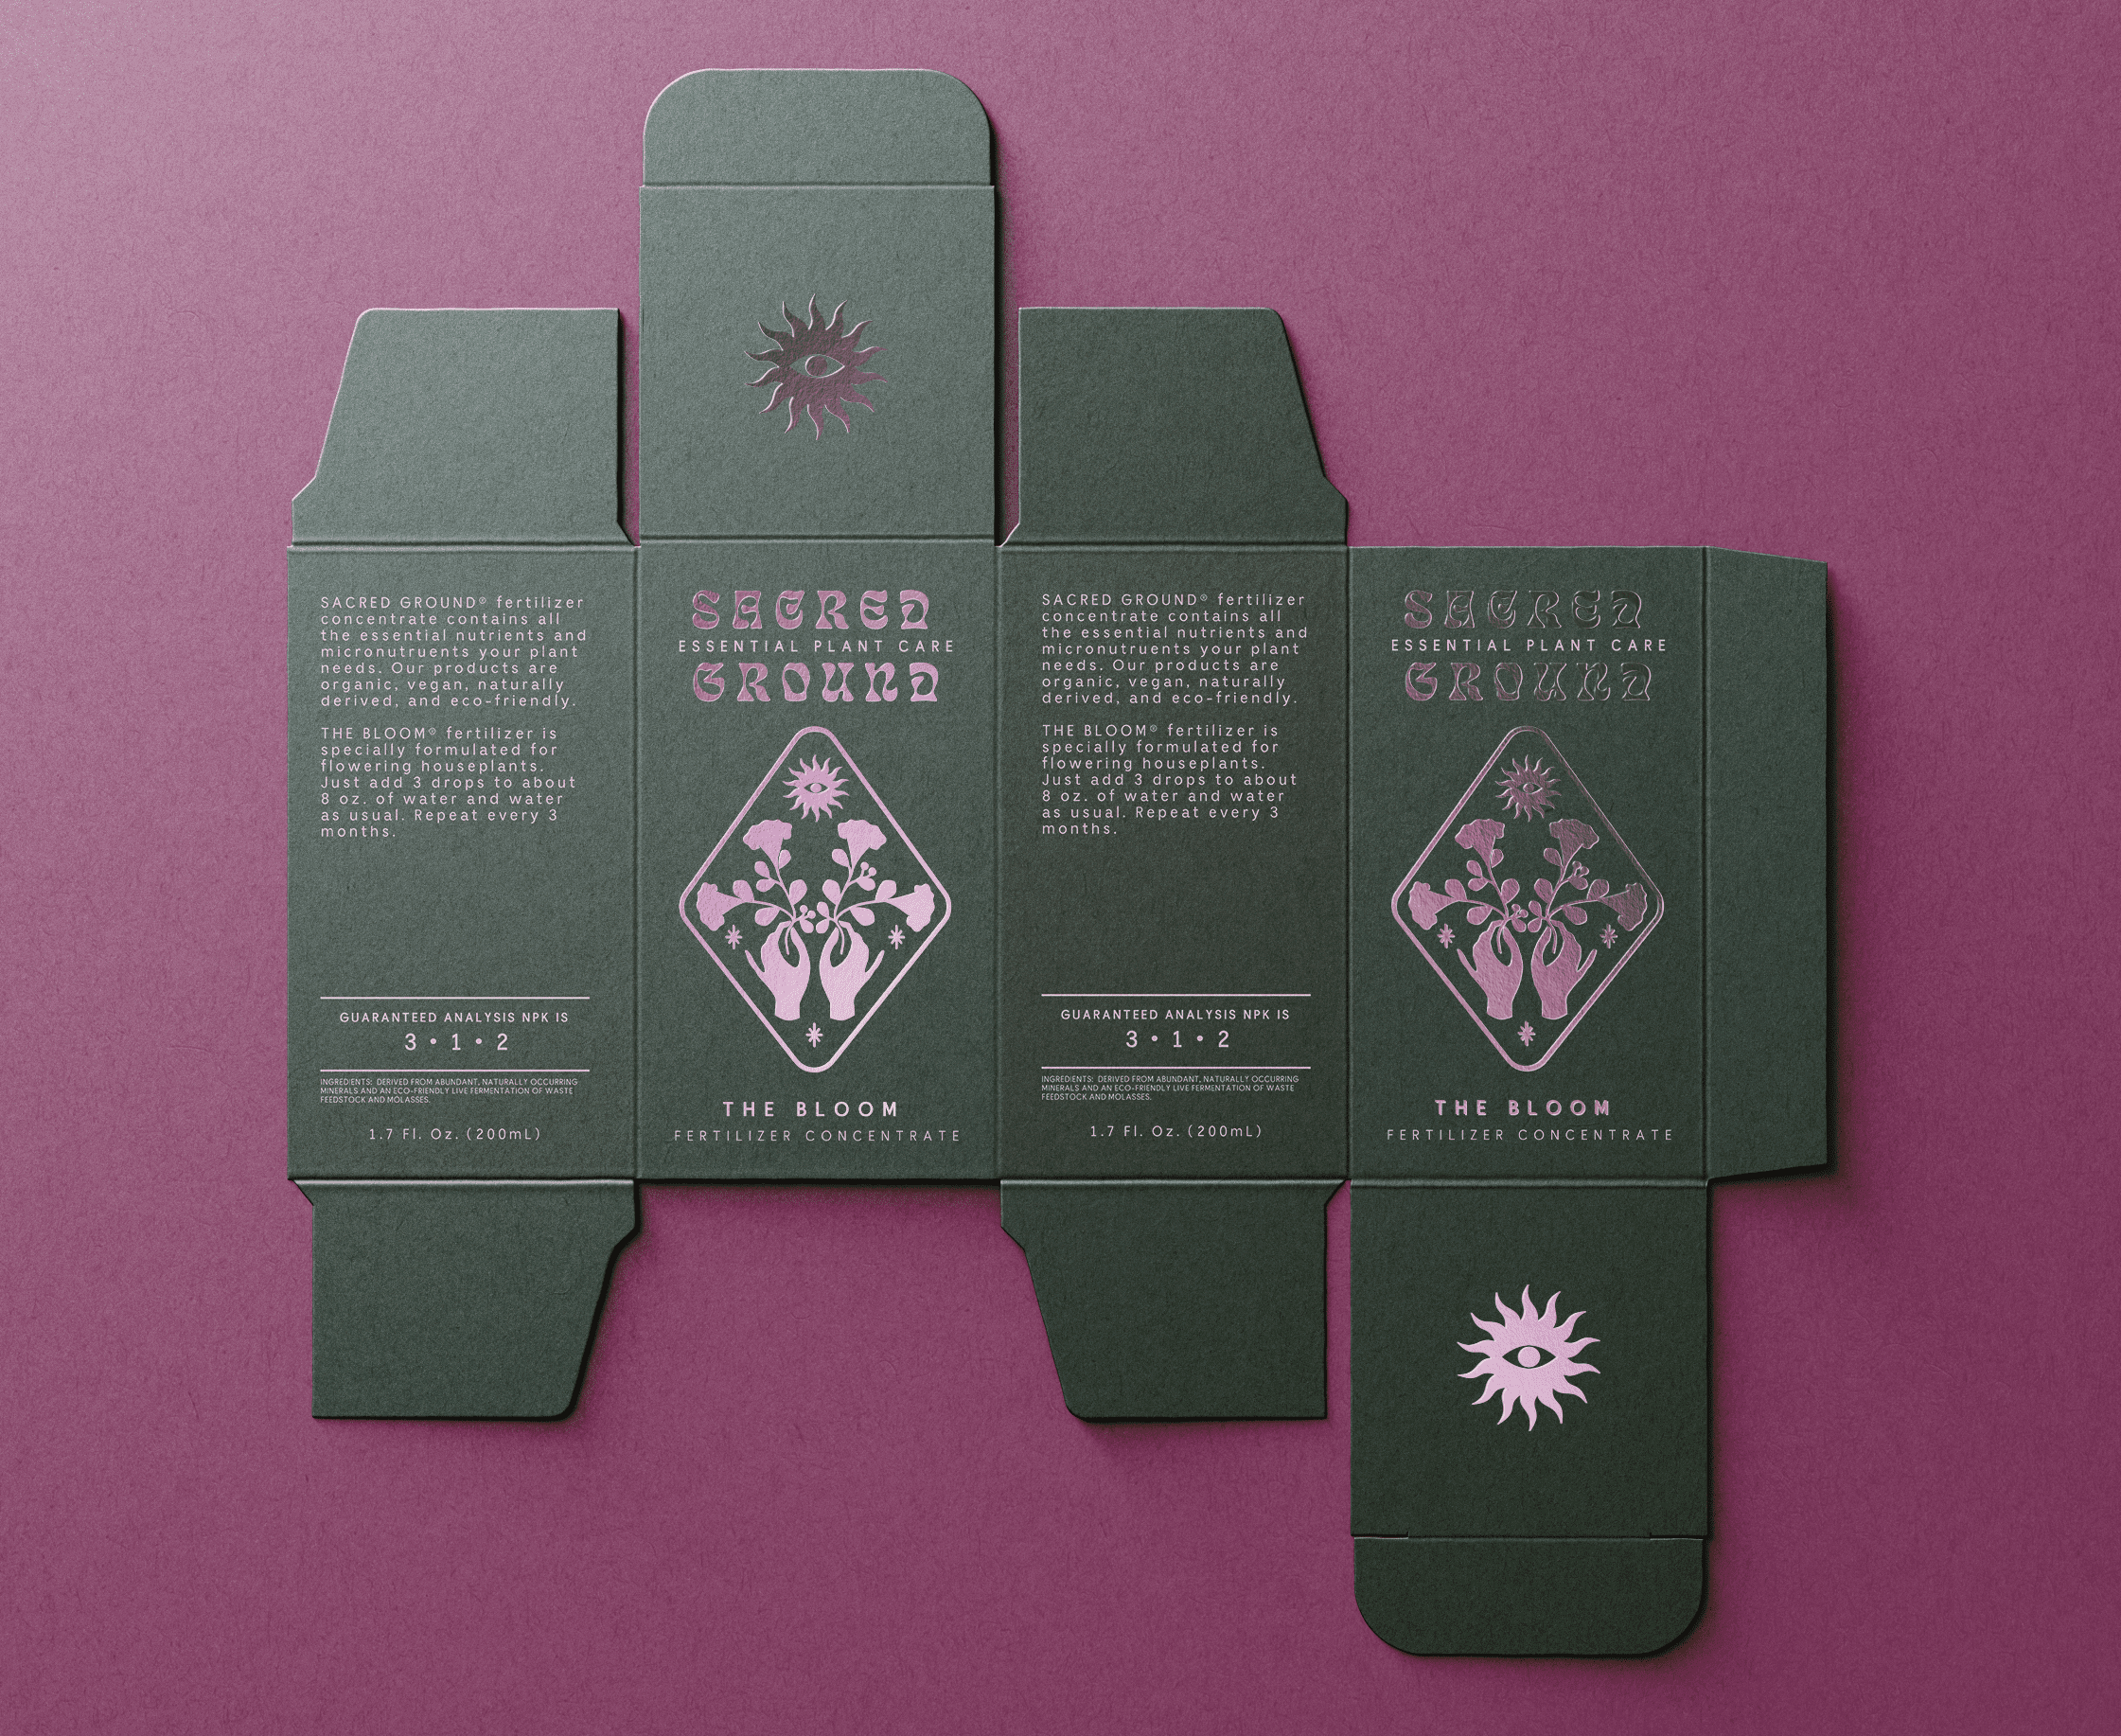 SACRED GROUND® fertilizer
concentrate contains all
the essential nutrients and
micronutruents your plant
needs. Our products are
organic, vegan, naturally
derived, and eco-friendly.
THE BLOOM® fertilizer is
specially formulated for
flowering houseplants.
Just add 3 drops to about
8 oz. of water and water
as usual. Repeat every 3
months.
GUARANTEED ANALYSIS NPK IS
3 • 1 • 2
INGREDIENTS: DERIVED FROM ABUNDANT, NATURALLY OCCURRING
MINERALS AND AN ECO-FRIENDLY LIVE FERMENTATION OF WASTE
FEEDSTOCK AND MOLASSES.
1.7 Fl. Oz. (200mL)
SACRED
ESSENTIAL PLANT CARE
GROUND
THE BLOOM
FERTILIZER CONCENTRATE
SACRED GROUND® fertilizer
concentrate contains all
the essential nutrients and
micronutruents your plant
needs. Our products are
organic, vegan, naturally
derived, and eco-friendly.
THE BLOOM® fertilizer is
specially formulated for
flowering houseplants.
Just add 3 drops to about
8 oz. of water and water
as usual. Repeat every 3
months.
GUARANTEED ANALYSIS NPK IS
3 • 1 • 2
INGREDIENTS: DERIVED FROM ABUNDANT, NATURALLY OCCURRING
MINERALS AND AN ECO-FRIENDLY LIVE FERMENTATION OF WASTE
FEEDSTOCK AND MOLASSES.
1.7 Fl. Oz. (200mL)
SACRED
ESSENTIAL PLANT CARE
GROUND
THE BLOOM
FERTILIZER CONCENTRATE